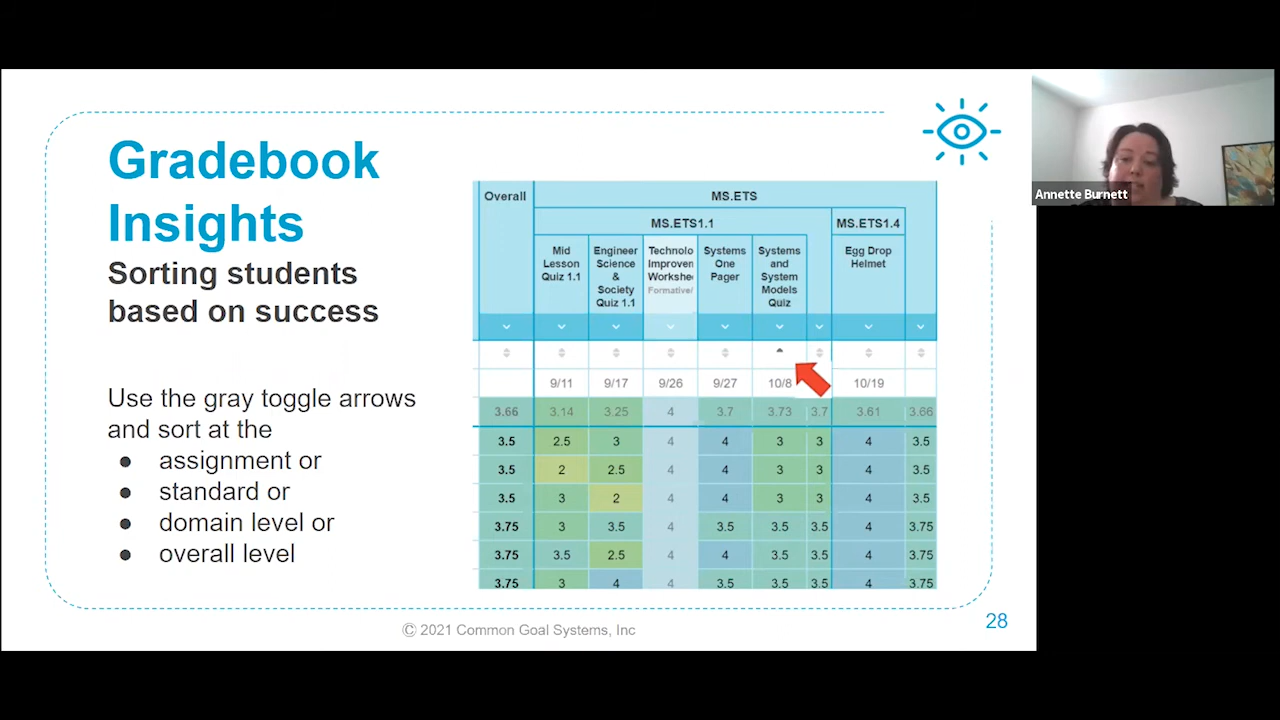 Gradebook
Insights
Sorting students
based on success
Use the gray toggle arrows
and sort at the
● assignment or
● standard or
● domain level or
● overall level
Overall MS.ETS
MS.ETS1.1 MS.ETS1.4
Mid
Lesson
Quiz 1.1
Engineer
Science
&
Society
Quiz 1.1
Technolo
Improven
Workshe
Formative/
Systems
One
Pager
Systems
and
System
Models
Quiz
Egg Drop
Helmet
9/11 9/17 9/26 9/27 10/8 10/19
3.66 3.14 3.25 4 3.7 3.73 3.7 3.61 3.66
3.5 2.5 3 4 4 3 3 4 3.5
3.5 2 2.5 4 4 3 3 4 3.5
3.5 3 2 4 4 3 3 4 3.5
3.75 3 3.5 4 3.5 3.5 3.5 4 3.75
3.75 3.5 2.5 4 4 3.5 3.5 4 3.75
3.75 3 4 4 3.5 3.5 3.5 4 3.75
© 2021 Common Goal Systems, Inc
28
Annette Burnett